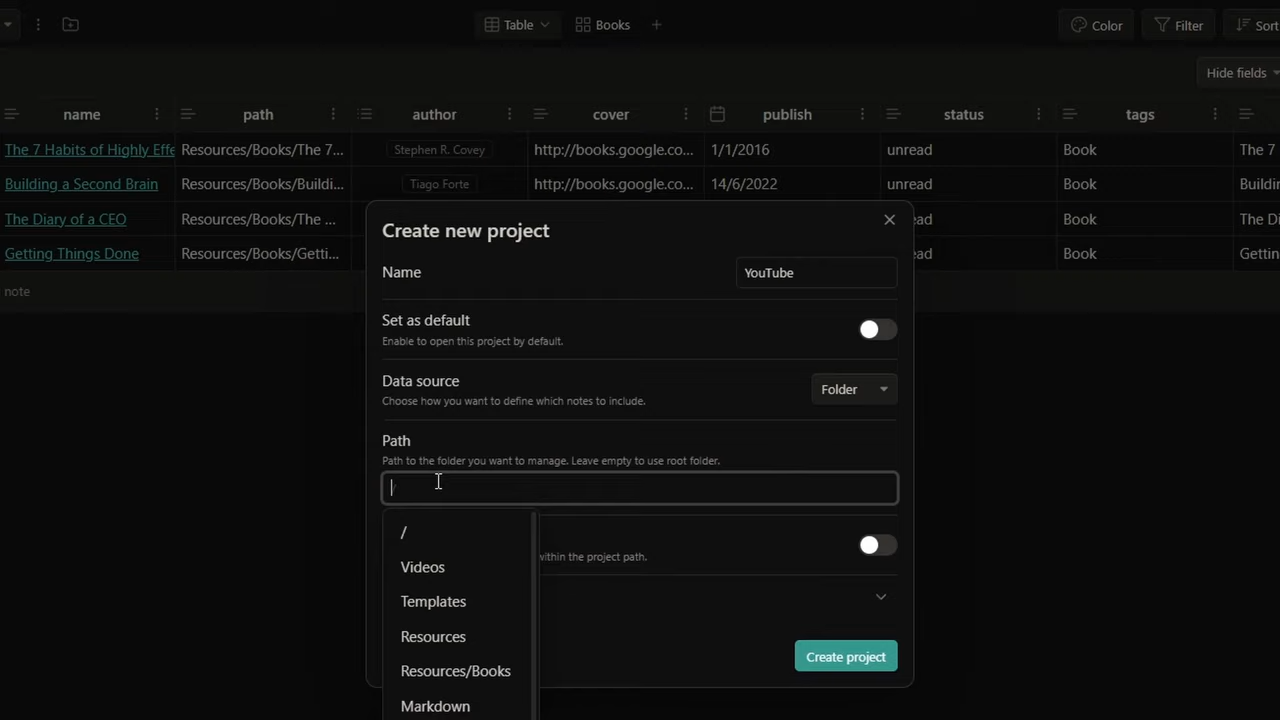 Table
Books
Color
Filter
Sort
Hide fields
name
path
author
cover
publish
status
tags
The 7 Habits of Highly Effe
Resources/Books/The 7...
Stephen R. Covey
http://books.google.co...
1/1/2016
unread
Book
The 7
Building a Second Brain
Resources/Books/Buildi...
Tiago Forte
http://books.google.co...
14/6/2022
unread
Book
Buildin
The Diary of a CEO
Resources/Books/The ...
ead
Book
The Di
Getting Things Done
Resources/Books/Getti...
ead
Book
Gettin
note
Create new project
Name
YouTube
Set as default
Enable to open this project by default.
Data source
Choose how you want to define which notes to include.
Folder
Path
Path to the folder you want to manage. Leave empty to use root folder.
/
/
Videos
within the project path.
Templates
Resources
Resources/Books
Markdown
Create project